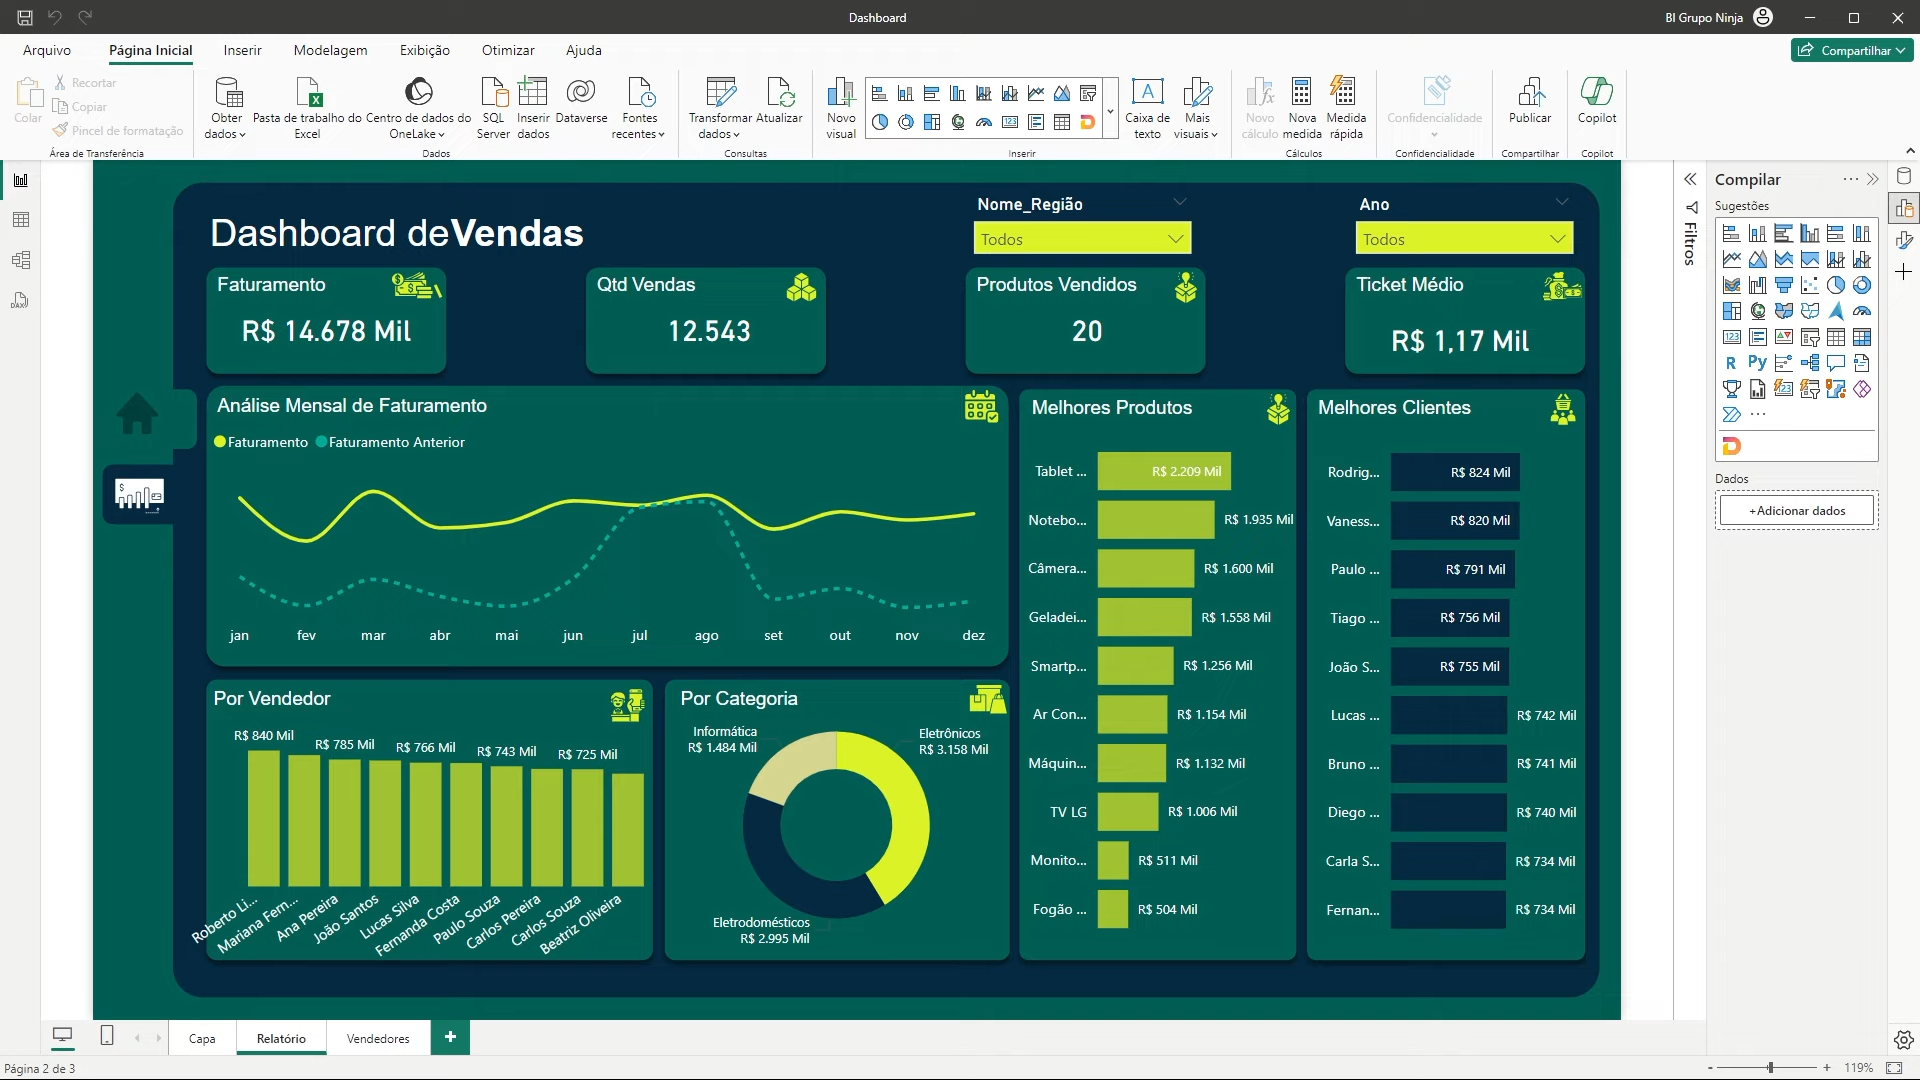 Dashboard
BI Grupo Ninja
Arquivo
Página Inicial
Inserir
Modelagem
Exibição
Otimizar
Ajuda
Compartilhar
Colar
Recortar
Copiar
Pincel de formatação
Área de Transferência
Obter dados
Pasta de trabalho do Excel
Centro de dados do OneLake
SQL Server
Inserir dados
Dataverse
Fontes recentes
Dados
Transformar dados
Atualizar
Consultas
Novo visual
Caixa de texto
Mais visuais
Inserir
Novo cálculo
Nova medida
Medida rápida
Cálculos
Confidencialidade
Confidencialidade
Publicar
Compartilhar
Copilot
Copilot
Dashboard deVendas
Nome_Região
Todos
Ano
Todos
Faturamento
R$ 14.678 Mil
Qtd Vendas
12.543
Produtos Vendidos
20
Ticket Médio
R$ 1,17 Mil
Análise Mensal de Faturamento
Faturamento
Faturamento Anterior
jan
fev
mar
abr
mai
jun
jul
ago
set
out
nov
dez
Melhores Produtos
Tablet ... R$ 2.209 Mil
Notebo... R$ 1.935 Mil
Câmera... R$ 1.600 Mil
Geladei... R$ 1.558 Mil
Smartp... R$ 1.256 Mil
Ar Con... R$ 1.154 Mil
Máquin... R$ 1.132 Mil
TV LG R$ 1.006 Mil
Monito... R$ 511 Mil
Fogão ... R$ 504 Mil
Melhores Clientes
Rodrig... R$ 824 Mil
Vaness... R$ 820 Mil
Paulo ... R$ 791 Mil
Tiago ... R$ 756 Mil
João S... R$ 755 Mil
Lucas ... R$ 742 Mil
Bruno ... R$ 741 Mil
Diego ... R$ 740 Mil
Carla S... R$ 734 Mil
Fernan... R$ 734 Mil
Por Vendedor
R$ 840 Mil
R$ 785 Mil
R$ 766 Mil
R$ 743 Mil
R$ 725 Mil
Roberto Li...
Mariana Fern...
Ana Pereira
João Santos
Lucas Silva
Fernanda Costa
Paulo Souza
Carlos Pereira
Carlos Souza
Beatriz Oliveira
Por Categoria
Informática
R$ 1.484 Mil
Eletrônicos
R$ 3.158 Mil
Eletrodomésticos
R$ 2.995 Mil
Filtros
Compilar
Sugestões
R
Py
123
Dados
+Adicionar dados
Capa
Relatório
Vendedores
Página 2 de 3
119%